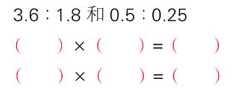 3.6∶1.8 和 0.5∶0.25
(  ) × (  ) = (  )
(  ) × (  ) = (  )